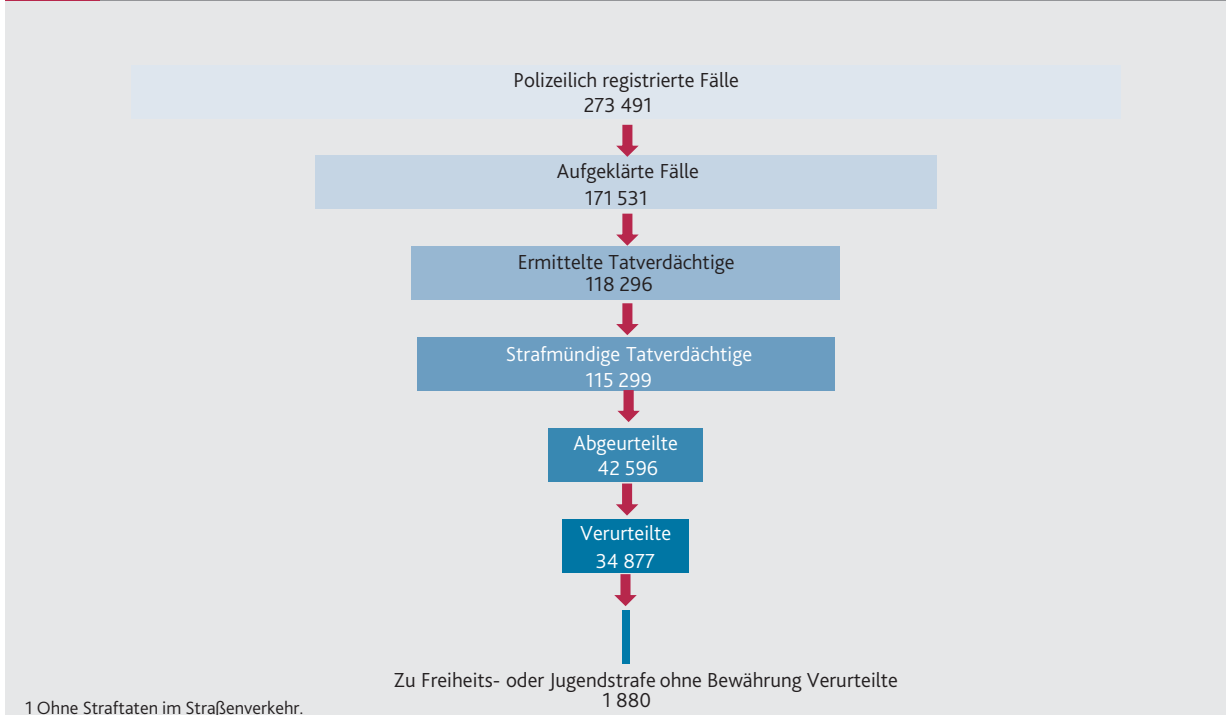 Polizeilich registrierte Fälle
273 491
Aufgeklärte Fälle
171 531
Ermittelte Tatverdächtige
118 296
Strafmündige Tatverdächtige
115 299
Abgeurteilte
42 596
Verurteilte
34 877
Zu Freiheits- oder Jugendstrafe ohne Bewährung Verurteilte
1 880
1 Ohne Straftaten im Straßenverkehr.